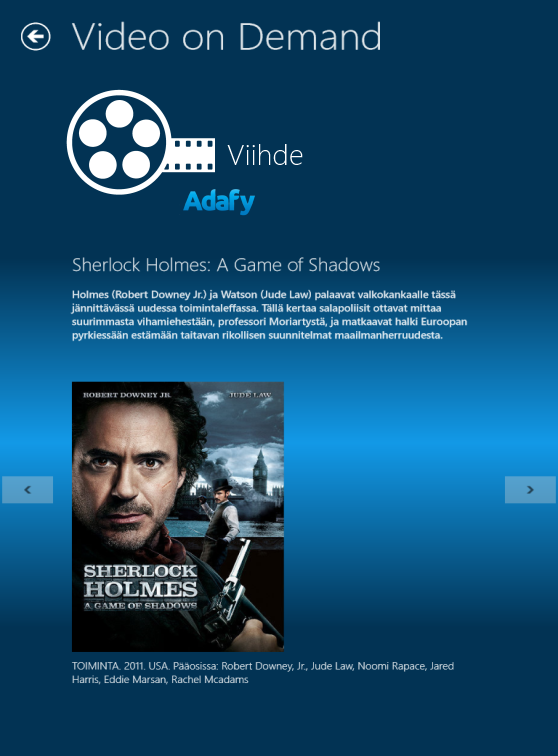 Video on Demand
Viihde
Adafy
Sherlock Holmes: A Game of Shadows
Holmes (Robert Downey Jr.) ja Watson (Jude Law) palaavat valkokankaalle tässä
jännittävässä uudessa toimintaleffassa. Tällä kertaa salapoliisit ottavat mittaa
suurimmasta vihamiehestään, professori Moriartystä, ja matkaavat halki Euroopan
pyrkiessään estämään taitavan rikollisen suunnitelmat maailmanherruudesta.
ROBERT DOWNEY JR. JUDE LAW
< >
SHERLOCK
HOLMES
A GAME OF SHADOWS
TOIMINTA. 2011. USA. Pääosissa: Robert Downey, Jr., Jude Law, Noomi Rapace, Jared
Harris, Eddie Marsan, Rachel Mcadams